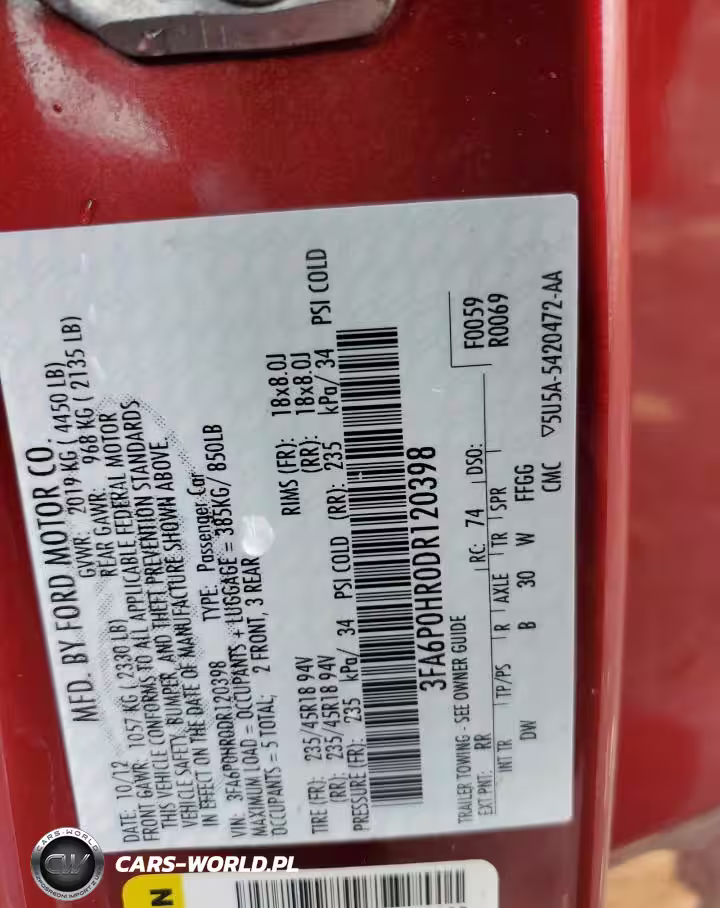 MFD. BY FORD MOTOR CO.
DATE: 10/12 GVWR: 2019 KG ( 4450 LB)
FRONT GAWR: 1057 KG ( 2330 LB) REAR GAWR: 968 KG ( 2135 LB)
THIS VEHICLE CONFORMS TO ALL APPLICABLE FEDERAL MOTOR
VEHICLE SAFETY, BUMPER, AND THEFT PREVENTION STANDARDS
IN EFFECT ON THE DATE OF MANUFACTURE SHOWN ABOVE.
VIN: 3FA6P0HR0DR120398 TYPE: Passenger Car
MAXIMUM LOAD = OCCUPANTS + LUGGAGE = 385KG/ 850LB
OCCUPANTS = 5 TOTAL; 2 FRONT, 3 REAR
TIRE (FR): 235/45R18 94V RIMS (FR): 18x8.0J
(RR): 235/45R18 94V (RR): 18x8.0J
PRESSURE (FR): 235 kPa/ 34 PSI COLD (RR): 235 kPa/ 34 PSI COLD
3FA6P0HR0DR120398
TRAILER TOWING - SEE OWNER GUIDE F0059
EXT PNT: RR RC: 74 DSO: R0069
INT TR TP/PS R AXLE TR SPR
DW B 30 W FFGG
CMC ▽5U5A-5420472-AA
N
CARS-WORLD
CW
CARS-WORLD.PL